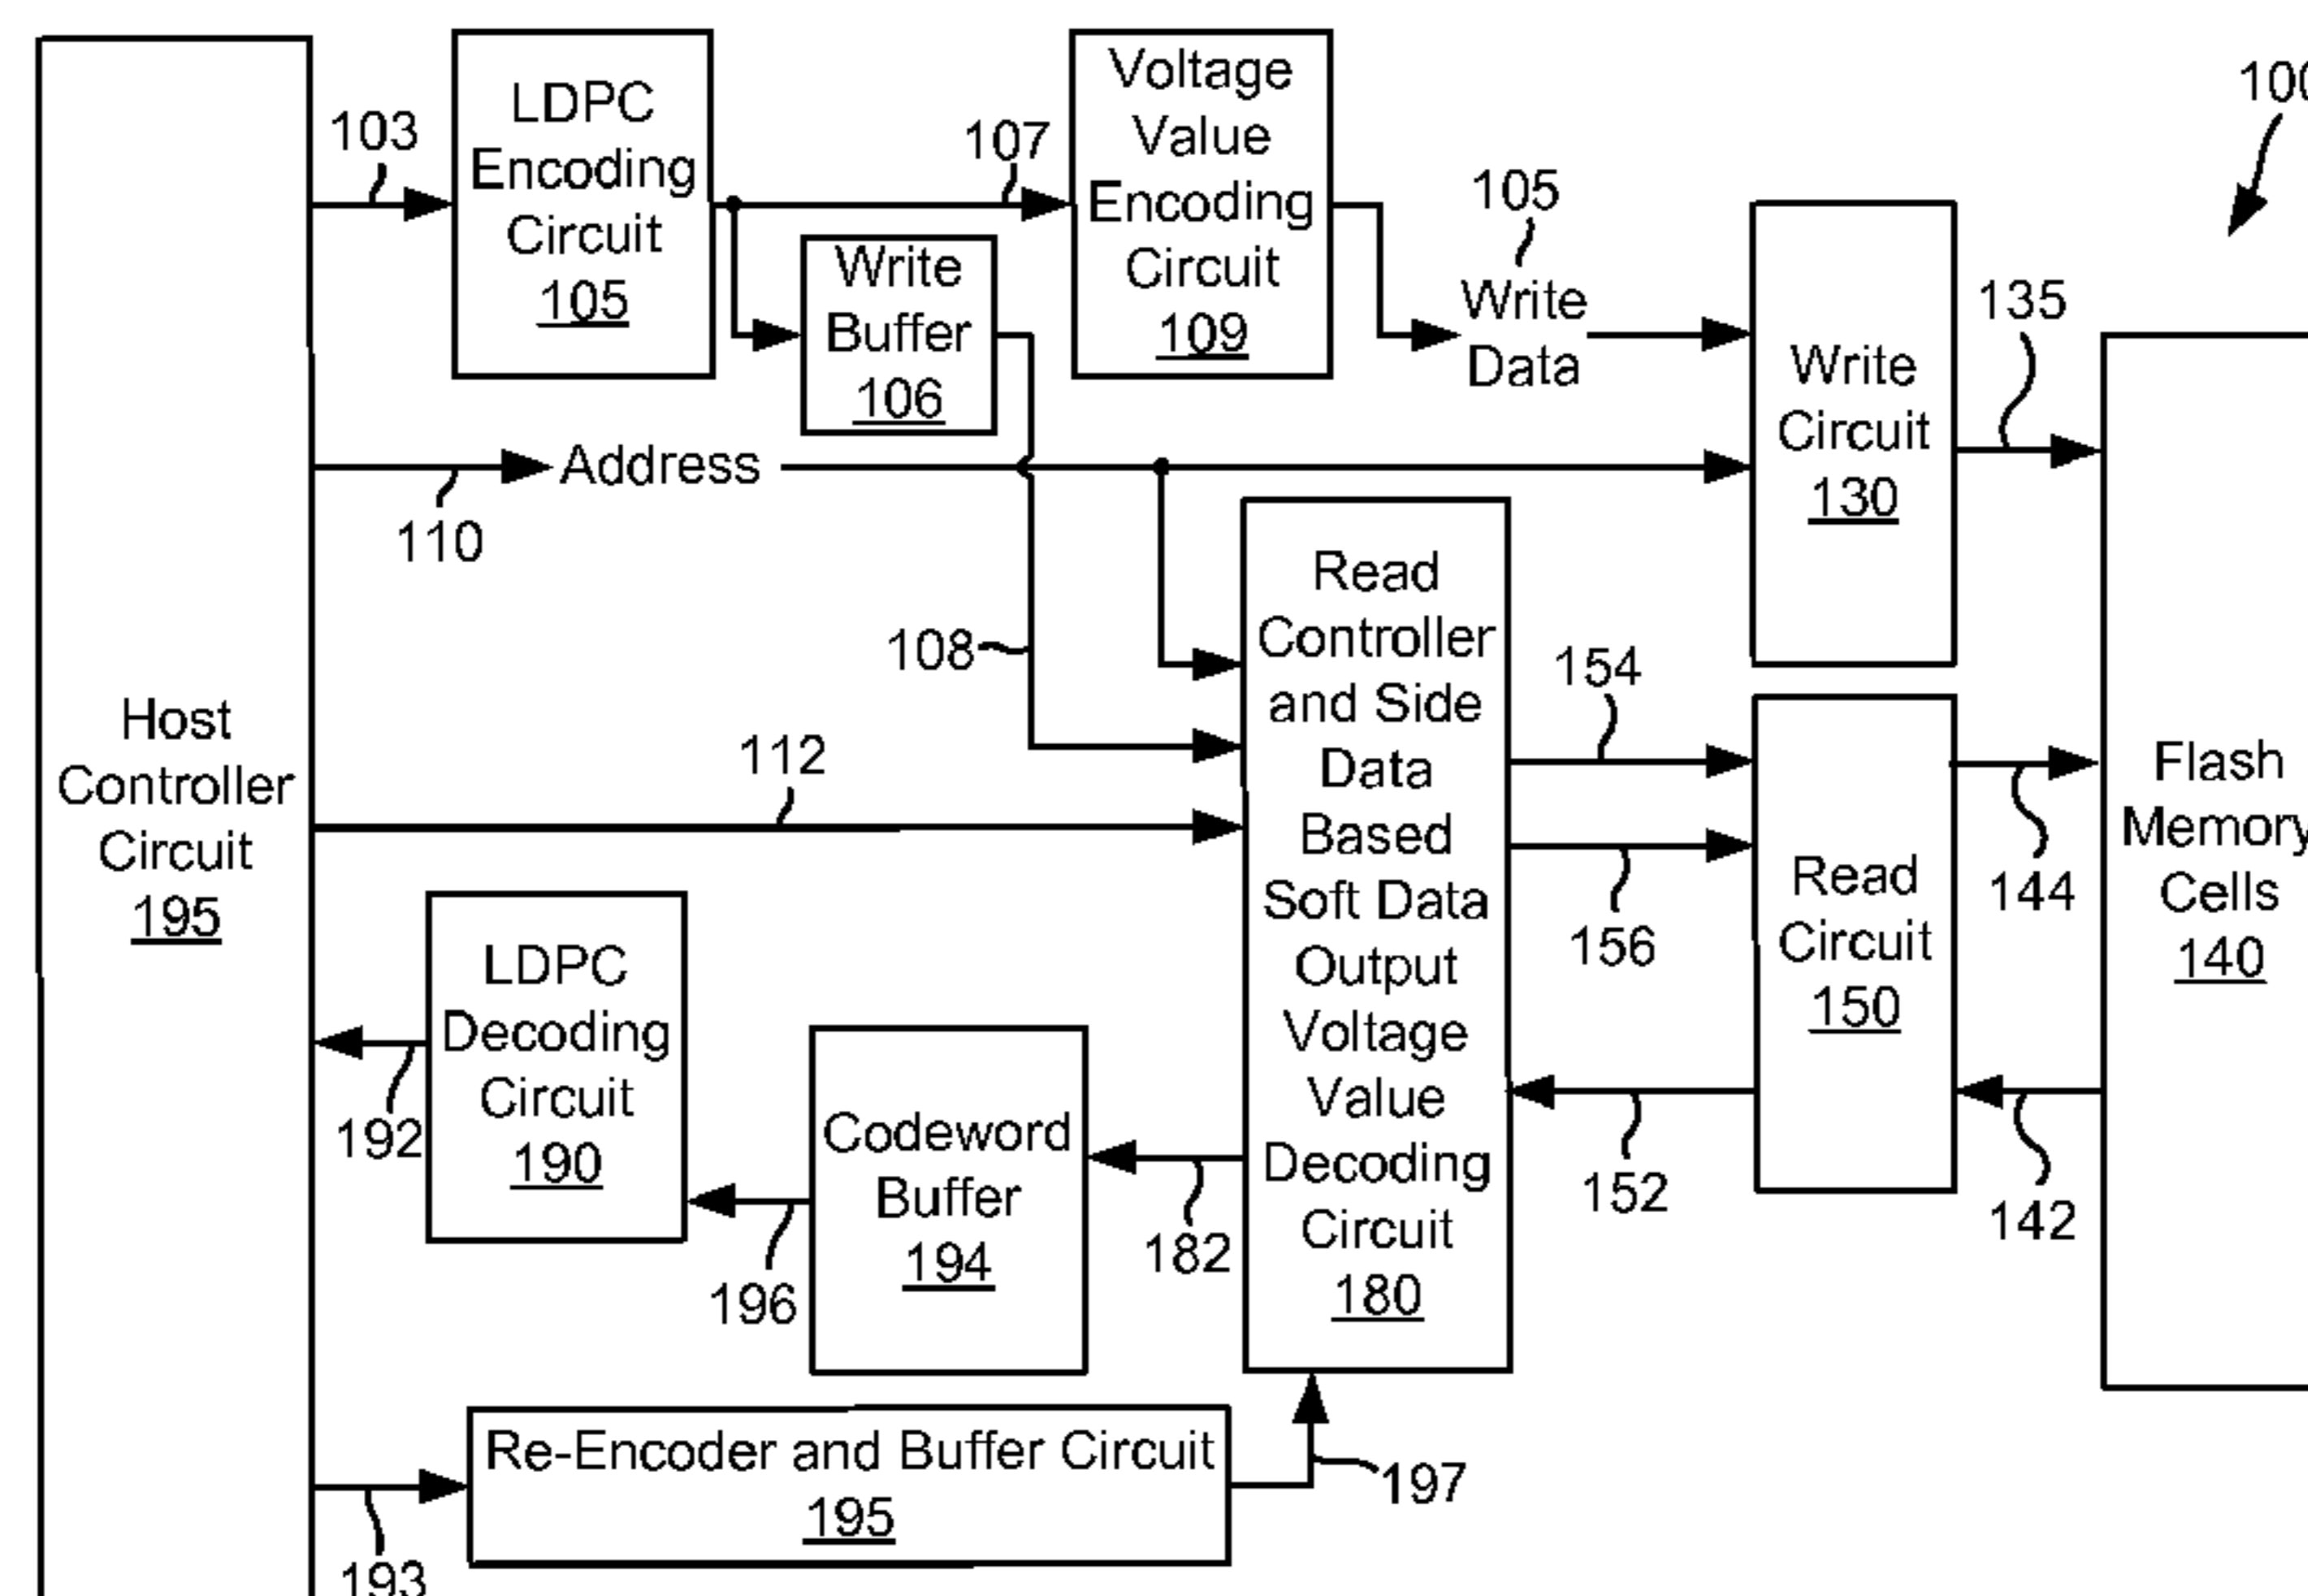 Host
Controller
Circuit
195
103
LDPC
Encoding
Circuit
105
107
Write
Buffer
106
Voltage
Value
Encoding
Circuit
109
105
Write
Data
100
135
Write
Circuit
130
Address
110
108
112
Read
Controller
and Side
Data
Based
Soft Data
Output
Voltage
Value
Decoding
Circuit
180
154
156
152
Read
Circuit
150
144
142
Flash
Memory
Cells
140
LDPC
Decoding
Circuit
190
192
Codeword
Buffer
194
196
182
Re-Encoder and Buffer Circuit
195
197
193